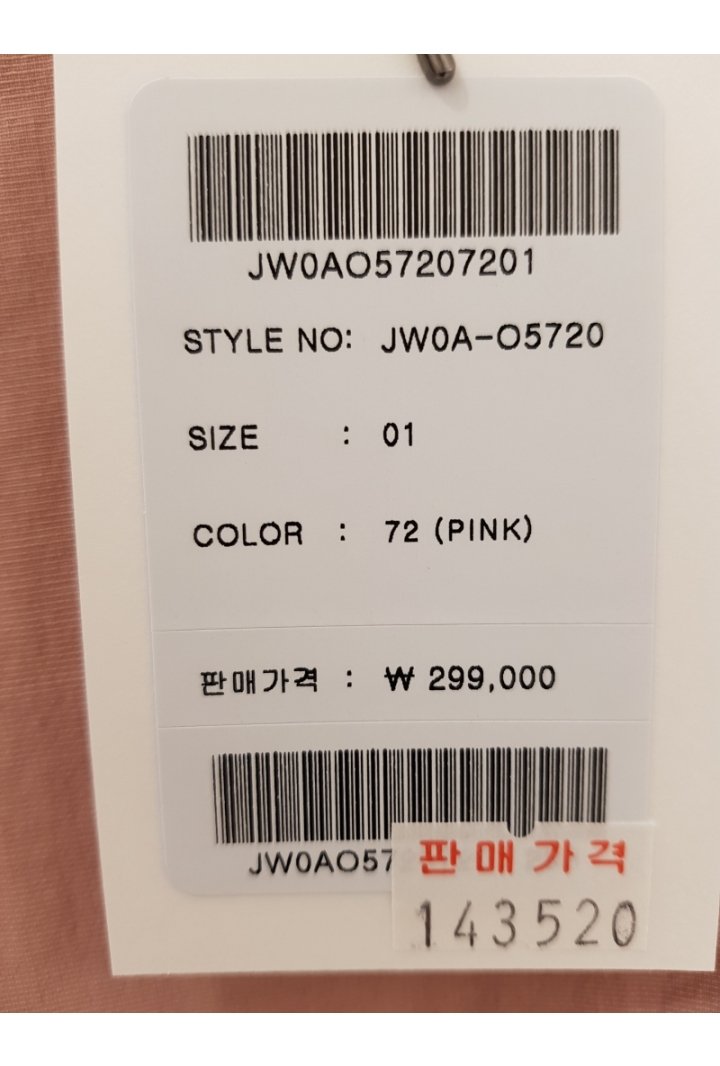 JW0AO57207201
STYLE NO: JW0A-O5720
SIZE : 01
COLOR : 72 (PINK)
판매가격 : ₩ 299,000
JW0AO57
판매가격
143520